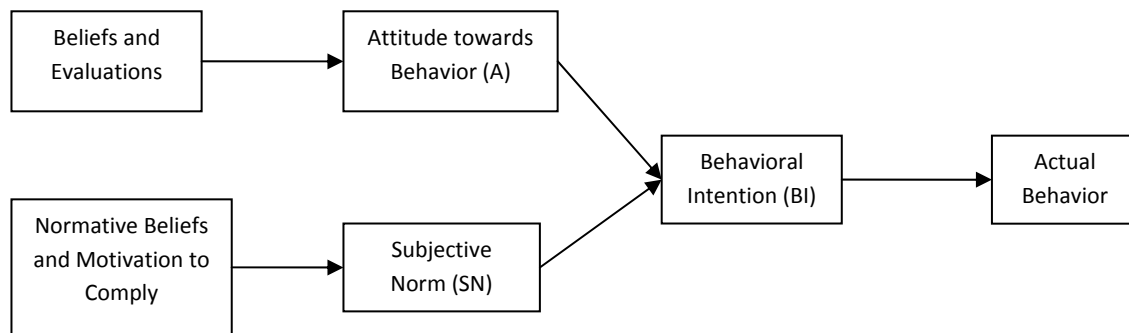 Beliefs and
Evaluations
Attitude towards
Behavior (A)
Behavioral
Intention (BI)
Actual
Behavior
Normative Beliefs
and Motivation to
Comply
Subjective
Norm (SN)